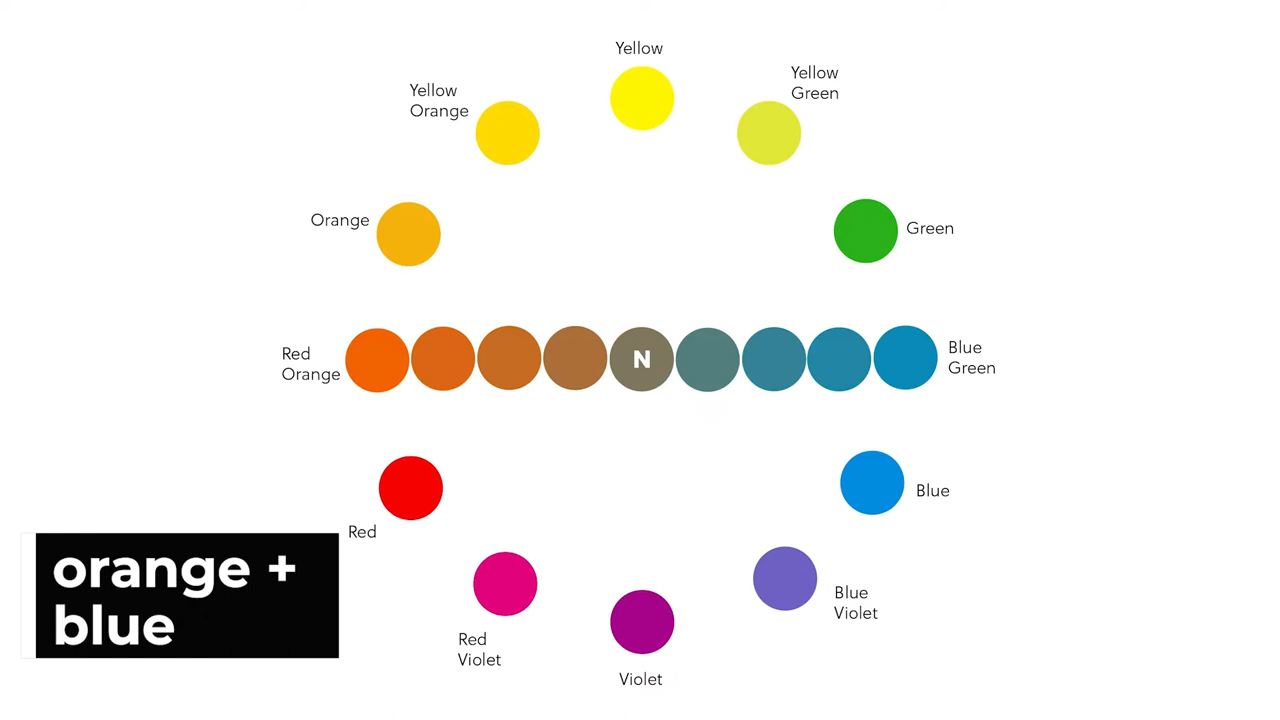 Yellow
Yellow
Orange
Yellow
Green
Orange
Green
Red
Orange
N
Blue
Green
Red
Blue
orange +
blue
Red
Violet
Violet
Blue
Violet